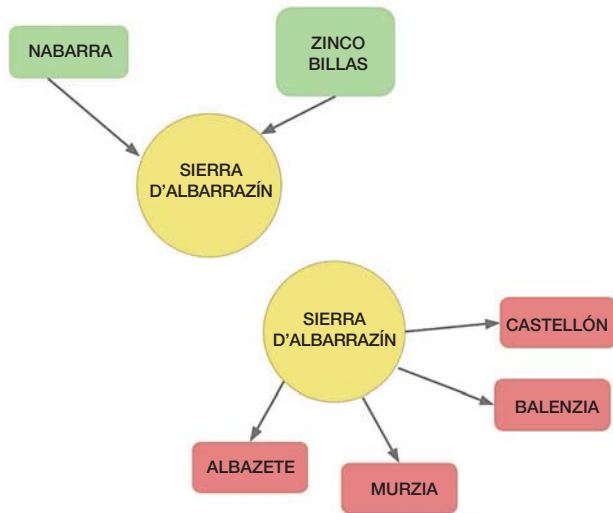 NABARRA
ZINCO
BILLAS
SIERRA
D'ALBARRAZÍN
SIERRA
D'ALBARRAZÍN
CASTELLÓN
BALENZIA
ALBAZETE
MURZIA